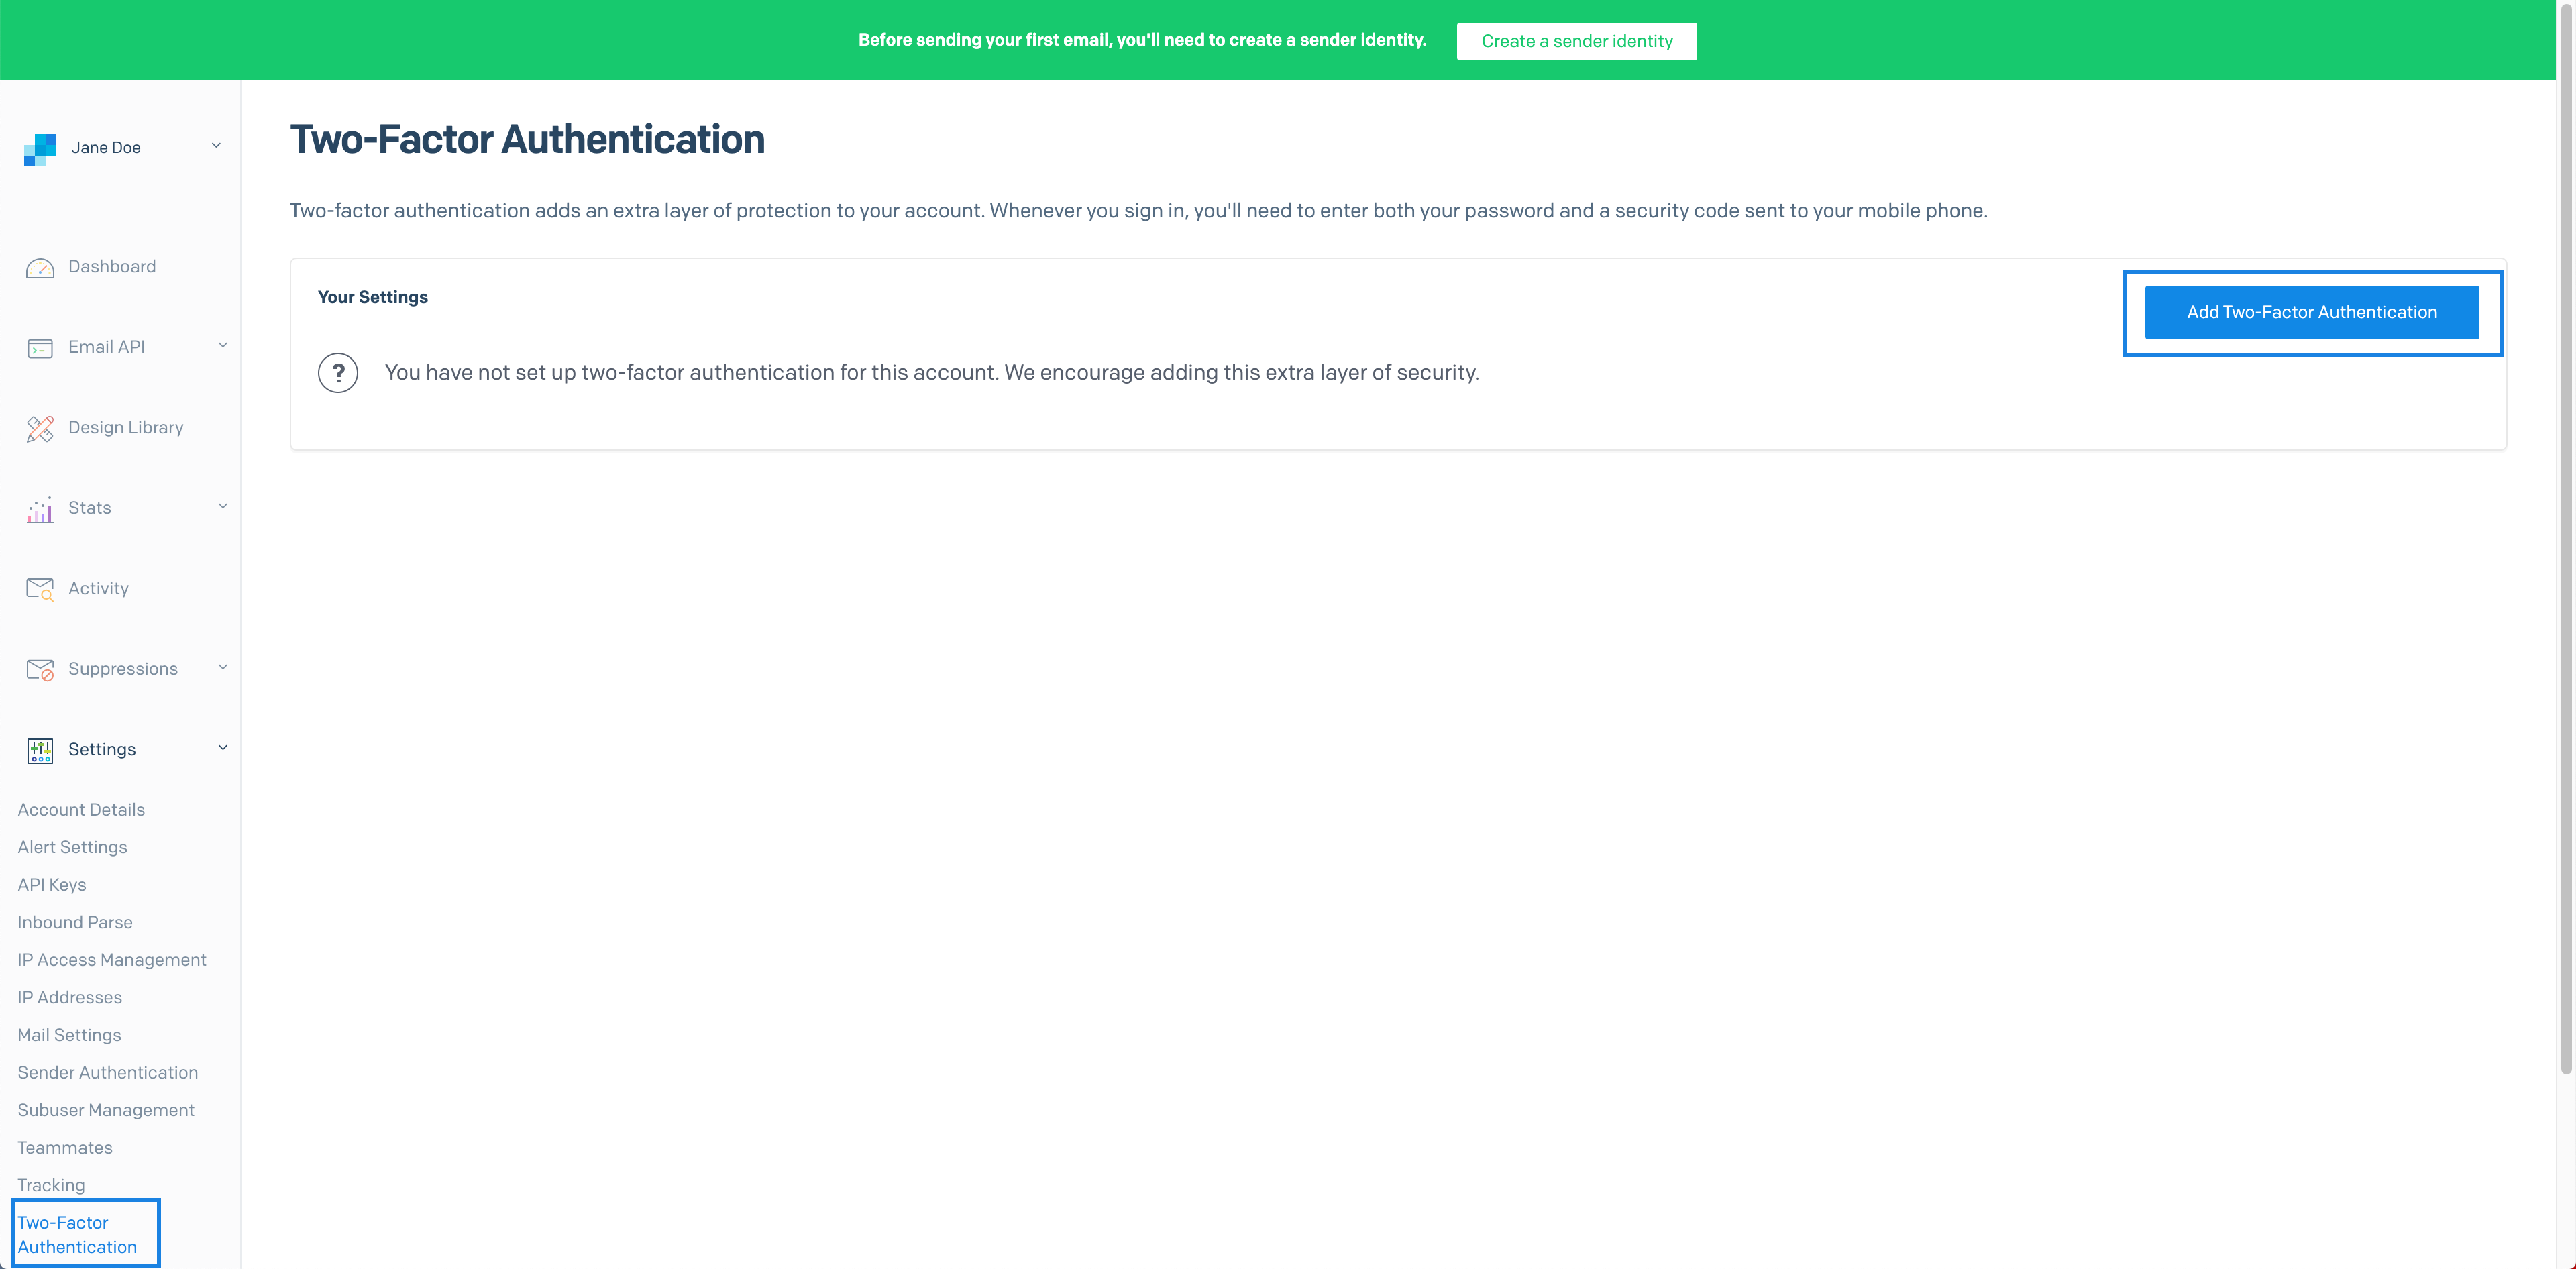 Before sending your first email, you'll need to create a sender identity.
Create a sender identity
Jane Doe
Dashboard
Email API
Design Library
Stats
Activity
Suppressions
Settings
Account Details
Alert Settings
API Keys
Inbound Parse
IP Access Management
IP Addresses
Mail Settings
Sender Authentication
Subuser Management
Teammates
Tracking
Two-Factor
Authentication
Two-Factor Authentication
Two-factor authentication adds an extra layer of protection to your account. Whenever you sign in, you'll need to enter both your password and a security code sent to your mobile phone.
Your Settings
Add Two-Factor Authentication
? You have not set up two-factor authentication for this account. We encourage adding this extra layer of security.